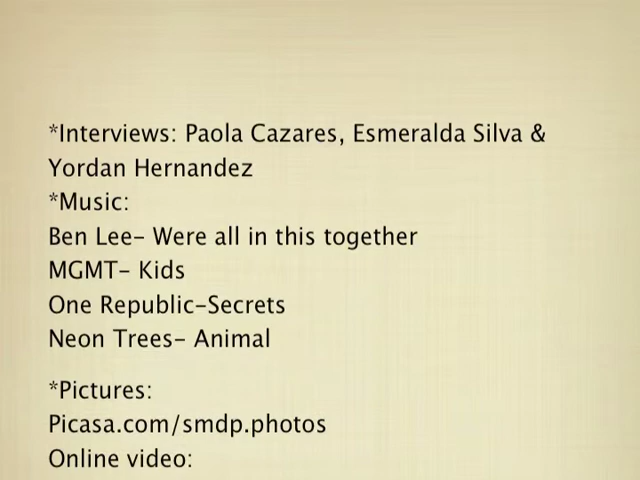 *Interviews: Paola Cazares, Esmeralda Silva &
Yordan Hernandez
*Music:
Ben Lee- Were all in this together
MGMT- Kids
One Republic-Secrets
Neon Trees- Animal
*Pictures:
Picasa.com/smdp.photos
Online video: